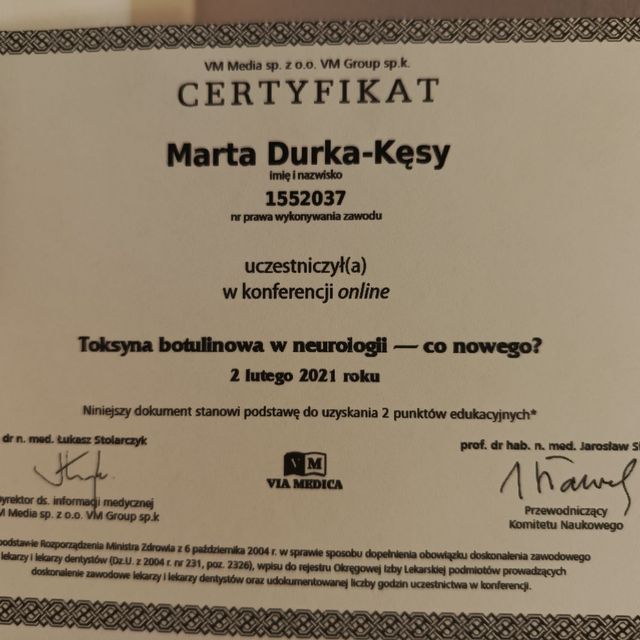 VM Media sp. z o.o. VM Group sp.k.
CERTYFIKAT
Marta Durka-Kęsy
imię i nazwisko
1552037
nr prawa wykonywania zawodu
uczestniczył(a)
w konferencji online
Toksyna botulinowa w neurologii — co nowego?
2 lutego 2021 roku
Niniejszy dokument stanowi podstawę do uzyskania 2 punktów edukacyjnych*
dr n. med. Łukasz Stolarczyk
yrektor ds. informacji medycznej
M Media sp. z o.o. VM Group sp.k
VM
VIA MEDICA
prof. dr hab. n. med. Jarosław
Przewodniczący
Komitetu Naukowego
podstawie Rozporządzenia Ministra Zdrowia z 6 października 2004 r. w sprawie sposobu dopełnienia obowiązku doskonalenia zawodowego
lekarzy i lekarzy dentystów (Dz.U. z 2004 r. nr 231, poz. 2326), wpisu do rejestru Okręgowej Izby Lekarskiej podmiotów prowadzących
doskonalenie zawodowe lekarzy i lekarzy dentystów oraz udokumentowanej liczby godzin uczestnictwa w konferencji.